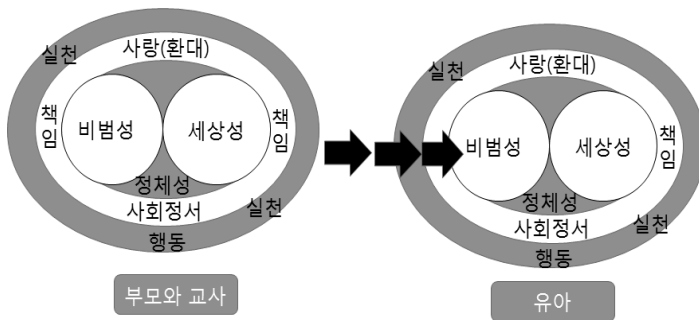 실천
사랑(환대)
책임
비범성
세상성
책임
정체성
사회정서
실천
행동
부모와 교사
실천
사랑(환대)
비범성
세상성
책임
정체성
사회정서
실천
행동
유아